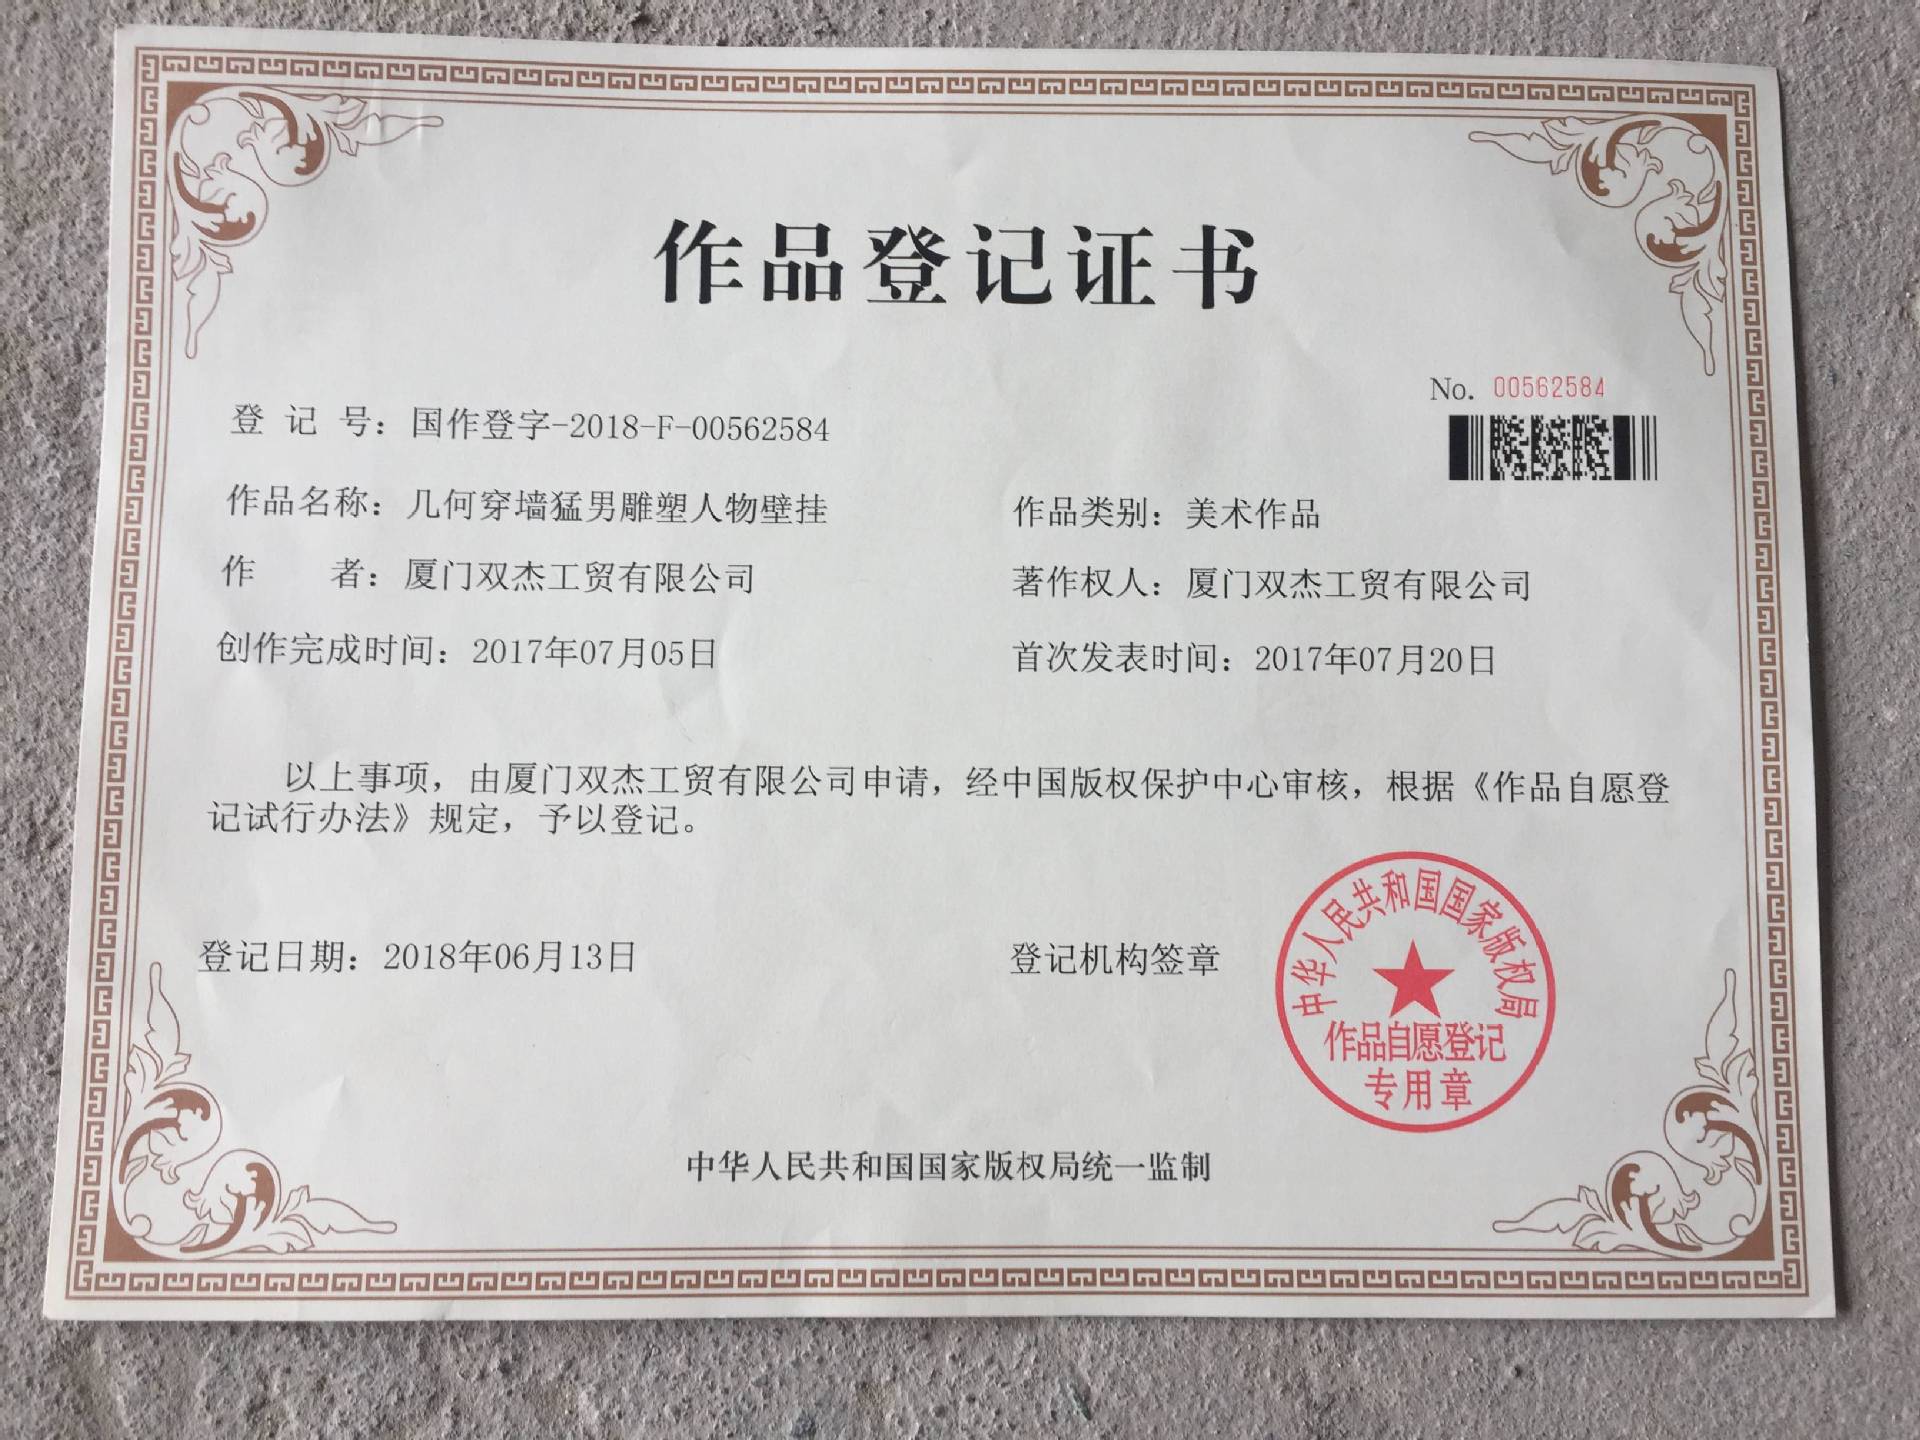 作品登记证书
No. 00562584
登 记 号：国作登字-2018-F-00562584
作品名称：几何穿墙猛男雕塑人物壁挂
作品类别：美术作品
作 者：厦门双杰工贸有限公司
著作权人：厦门双杰工贸有限公司
创作完成时间：2017年07月05日
首次发表时间：2017年07月20日
以上事项，由厦门双杰工贸有限公司申请，经中国版权保护中心审核，根据《作品自愿登
记试行办法》规定，予以登记。
登记日期：2018年06月13日
登记机构签章
中华人民共和国国家版权局
作品自愿登记
专用章
中华人民共和国国家版权局统一监制